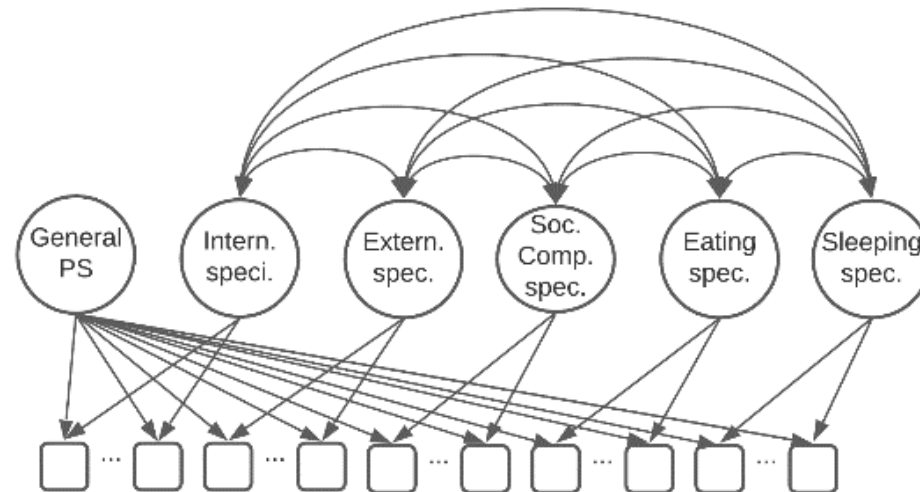 General
PS
Intern.
speci.
Extern.
spec.
Soc.
Comp.
spec.
Eating
spec.
Sleeping
spec.
... ... ... ... ...